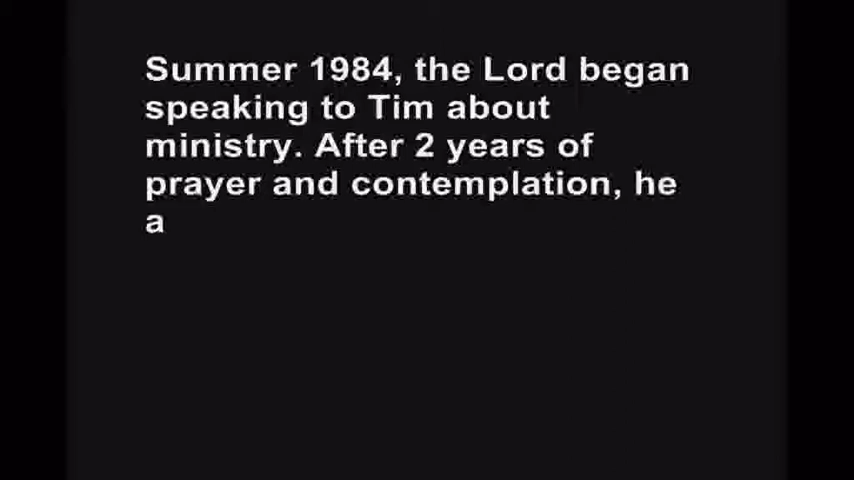 Summer 1984, the Lord began
speaking to Tim about
ministry. After 2 years of
prayer and contemplation, he
a